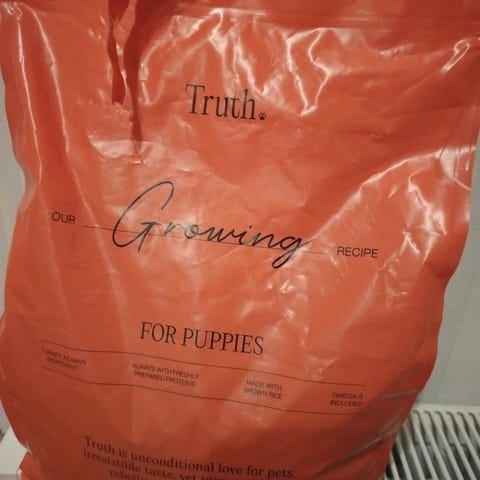 Truth.
OUR Growing RECIPE
FOR PUPPIES
TURKEY AS MAIN
INGREDIENT
ALWAYS WITH FRESHLY
PREPARED PROTEINS
MADE WITH
BROWN RICE
OMEGA-3
INCLUDED
Truth is unconditional love for pets,
irresistible taste, yet